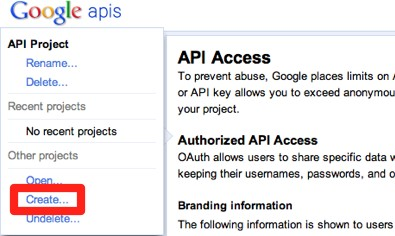 Google apis
API Project
Rename...
Delete...
Recent projects
No recent projects
Other projects
Open...
Create...
Undelete...
API Access
To prevent abuse, Google places limits on
or API key allows you to exceed anonymou
your project.
Authorized API Access
OAuth allows users to share specific data w
keeping their usernames, passwords, and o
Branding information
The following information is shown to users